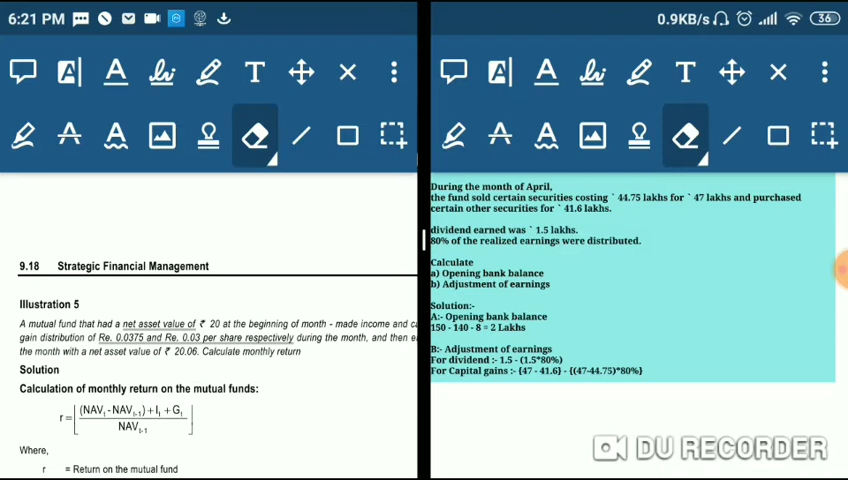 6:21 PM
0.9KB/s
36
9.18 Strategic Financial Management
Illustration 5
A mutual fund that had a net asset value of ₹ 20 at the beginning of month - made income and
gain distribution of Re. 0.0375 and Re. 0.03 per share respectively during the month, and then
the month with a net asset value of ₹ 20.06. Calculate monthly return
Solution
Calculation of monthly return on the mutual funds:
r = [(NAVt - NAVt-1) + It + Gt / NAVt-1]
Where,
r = Return on the mutual fund
During the month of April,
the fund sold certain securities costing ` 44.75 lakhs for ` 47 lakhs and purchased
certain other securities for ` 41.6 lakhs.
dividend earned was ` 1.5 lakhs.
80% of the realized earnings were distributed.
Calculate
a) Opening bank balance
b) Adjustment of earnings
Solution:-
A:- Opening bank balance
150 - 140 - 8 = 2 Lakhs
B:- Adjustment of earnings
For dividend :- 1.5 - (1.5*80%)
For Capital gains :- {47 - 41.6} - {(47-44.75)*80%}
DU RECORDER